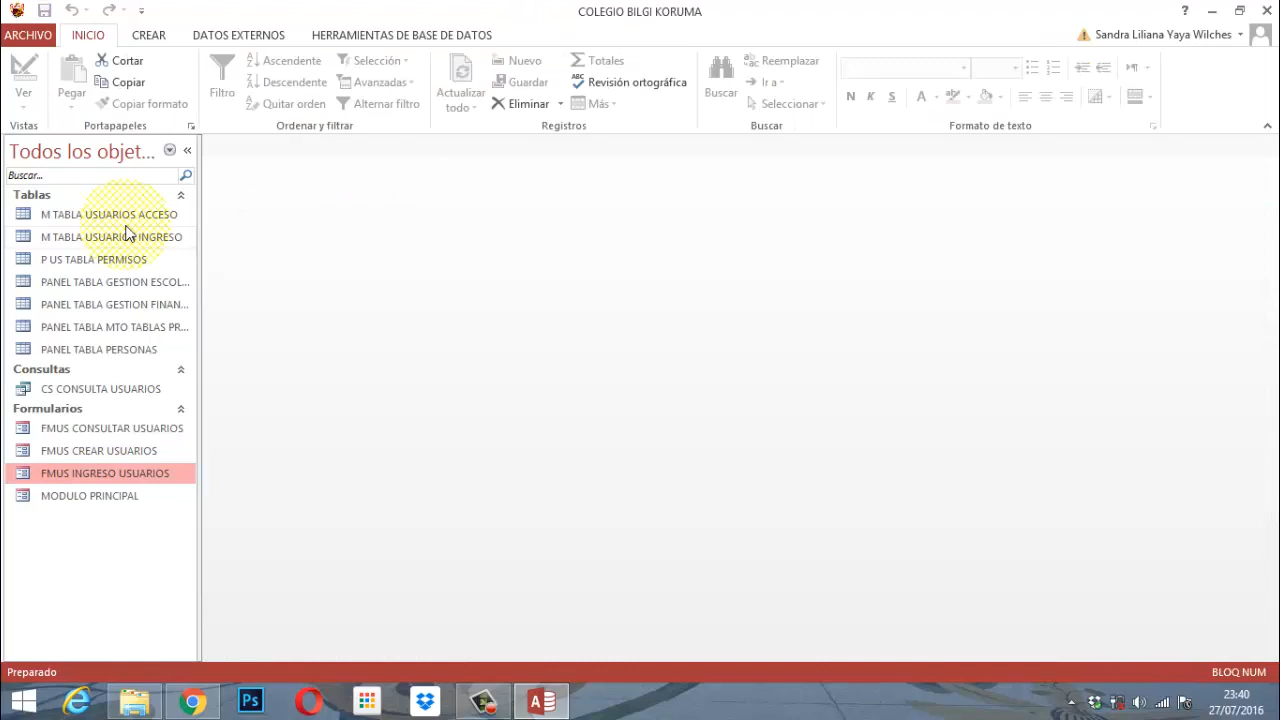 COLEGIO BILGI KORUMA
?
ARCHIVO INICIO CREAR DATOS EXTERNOS HERRAMIENTAS DE BASE DE DATOS Sandra Liliana Yaya Wilches
Ver
Vistas
Pegar
Cortar
Copiar
Copiar formato
Portapapeles
Filtro
Ascendente
Descendente
Quitar orden
Selección
Avanzadas
Alternar filtro
Ordenar y filtrar
Actualizar
todo
Nuevo
Guardar
Eliminar
Totales
Revisión ortográfica
Más
Registros
Buscar
Reemplazar
Ir a
Seleccionar
Buscar
N K S A
Formato de texto
Todos los objet...
Buscar...
Tablas
M TABLA USUARIOS ACCESO
M TABLA USUARIOS INGRESO
P US TABLA PERMISOS
PANEL TABLA GESTION ESCOL...
PANEL TABLA GESTION FINAN...
PANEL TABLA MTO TABLAS PR...
PANEL TABLA PERSONAS
Consultas
CS CONSULTA USUARIOS
Formularios
FMUS CONSULTAR USUARIOS
FMUS CREAR USUARIOS
FMUS INGRESO USUARIOS
MODULO PRINCIPAL
Preparado
BLOQ NUM
Ps
23:40
27/07/2016